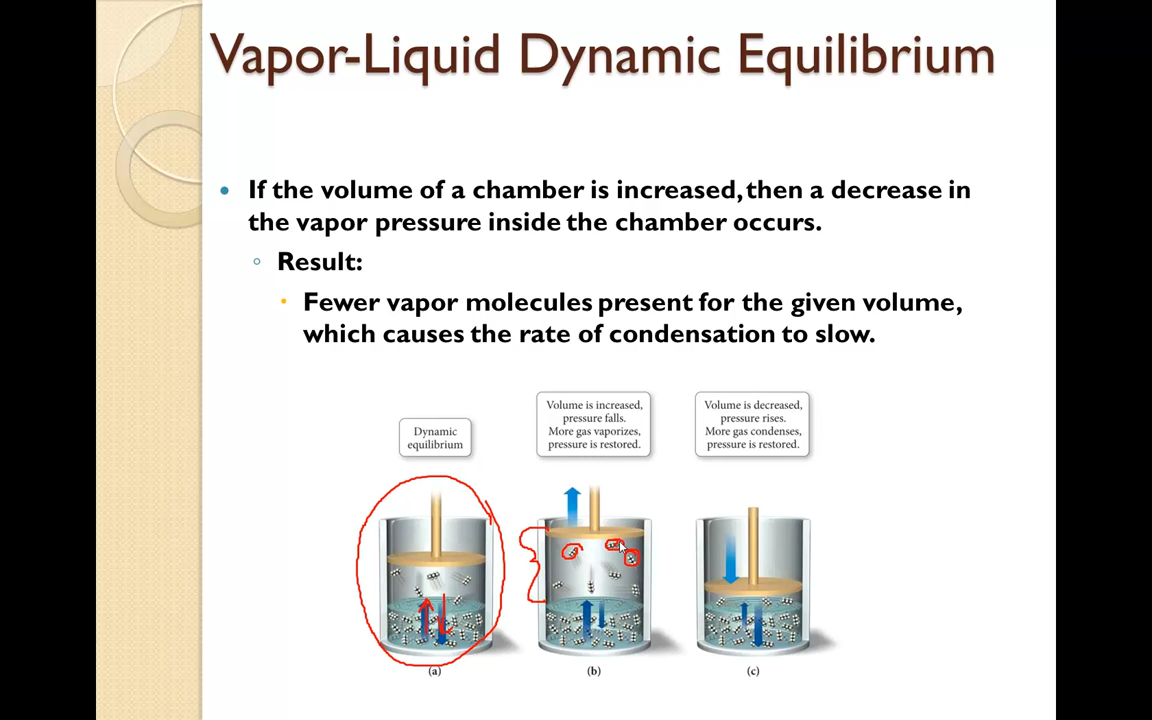 Vapor-Liquid Dynamic Equilibrium
If the volume of a chamber is increased, then a decrease in
the vapor pressure inside the chamber occurs.
Result:
Fewer vapor molecules present for the given volume,
which causes the rate of condensation to slow.
Dynamic
equilibrium
Volume is increased,
pressure falls.
More gas vaporizes,
pressure is restored.
Volume is decreased,
pressure rises.
More gas condenses,
pressure is restored.
(a)
(b)
(c)